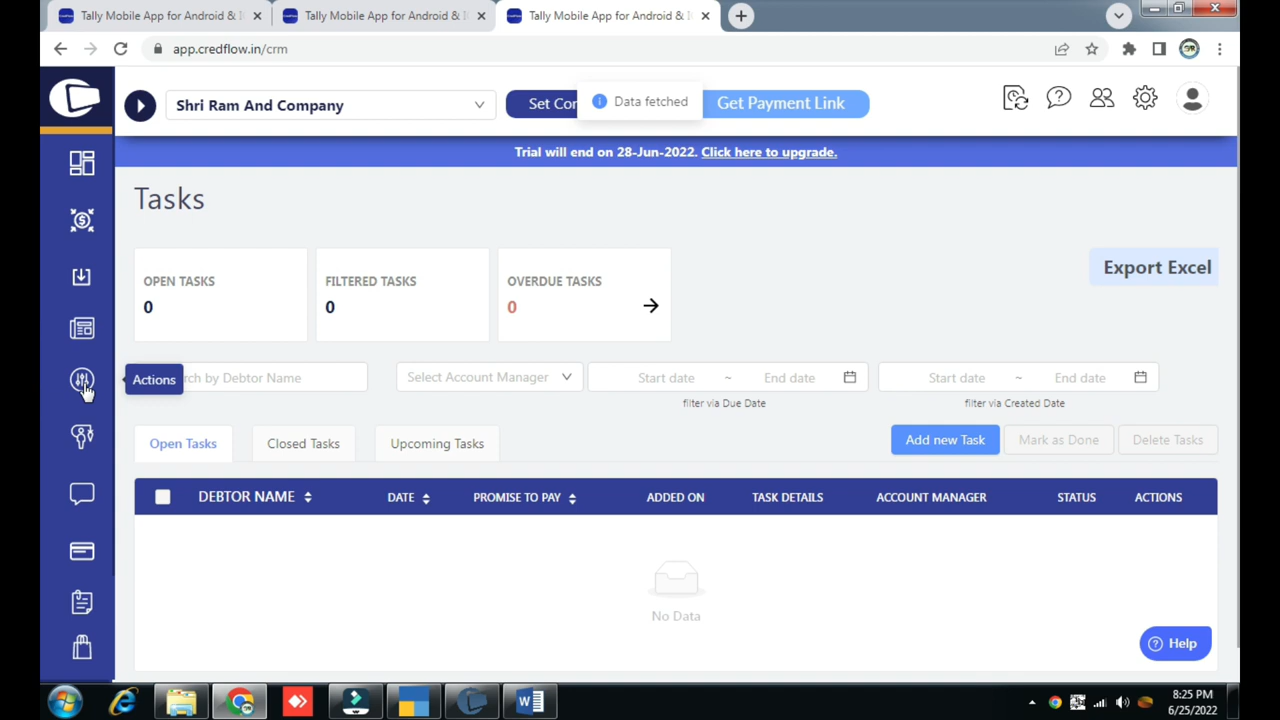 Tally Mobile App for Android & I
Tally Mobile App for Android & I
Tally Mobile App for Android & I
app.credflow.in/crm
Shri Ram And Company
Set Con
Data fetched
Get Payment Link
Trial will end on 28-Jun-2022. Click here to upgrade.
Tasks
OPEN TASKS
0
FILTERED TASKS
0
OVERDUE TASKS
0
Export Excel
Actions
rch by Debtor Name
Select Account Manager
Start date ~ End date
Start date ~ End date
filter via Due Date
filter via Created Date
Open Tasks
Closed Tasks
Upcoming Tasks
Add new Task
Mark as Done
Delete Tasks
DEBTOR NAME DATE PROMISE TO PAY ADDED ON TASK DETAILS ACCOUNT MANAGER STATUS ACTIONS
No Data
Help
8:25 PM
6/25/2022